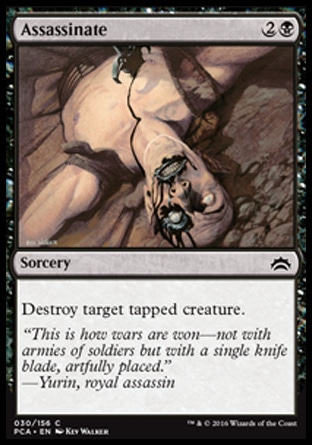 Assassinate 2
Sorcery
Destroy target tapped creature.
“This is how wars are won—not with
armies of soldiers but with a single knife
blade, artfully placed.”
—Yurin, royal assassin
030/156 C
PCA • EN Kev Walker
™ & © 2016 Wizards of the Coast